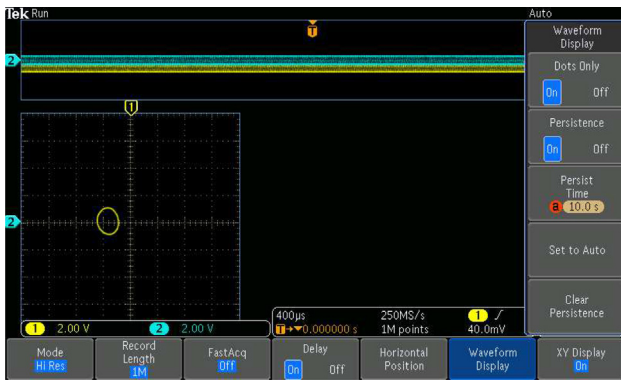 Tek Run
Auto
T
Waveform
Display
2
Dots Only
On Off
1
Persistence
On Off
Persist
Time
a 10.0 s
2
Set to Auto
Clear
Persistence
1 2.00 V
2 2.00 V
400µs 250MS/s 1
T→▼0.000000 s 1M points 40.0mV
Mode
Hi Res
Record
Length
1M
FastAcq
Off
Delay
On Off
Horizontal
Position
Waveform
Display
XY Display
On